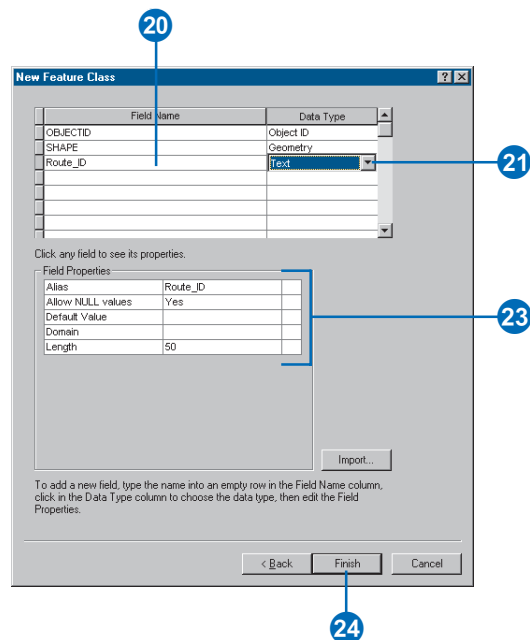 20
New Feature Class
Field Name Data Type
OBJECTID Object ID
SHAPE Geometry
Route_ID Text
21
Click any field to see its properties.
Field Properties
Alias Route_ID
Allow NULL values Yes
Default Value
Domain
Length 50
23
Import...
To add a new field, type the name into an empty row in the Field Name column,
click in the Data Type column to choose the data type, then edit the Field
Properties.
< Back Finish Cancel
24